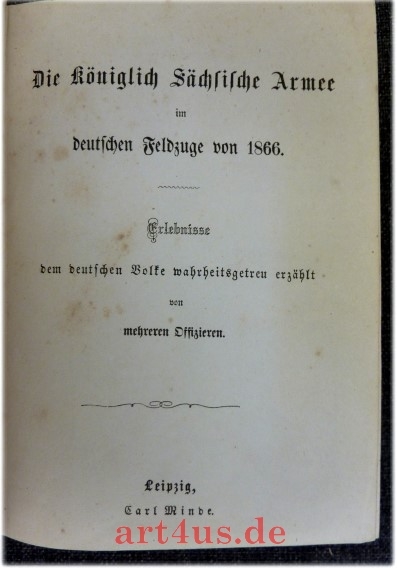 Die Königlich Sächſiſche Armee
im
deutſchen Feldzuge von 1866.
Erlebnisse
dem deutſchen Volke wahrheitsgetreu erzählt
von
mehreren Offizieren.
Leipzig,
Carl Minde.
art4us.de